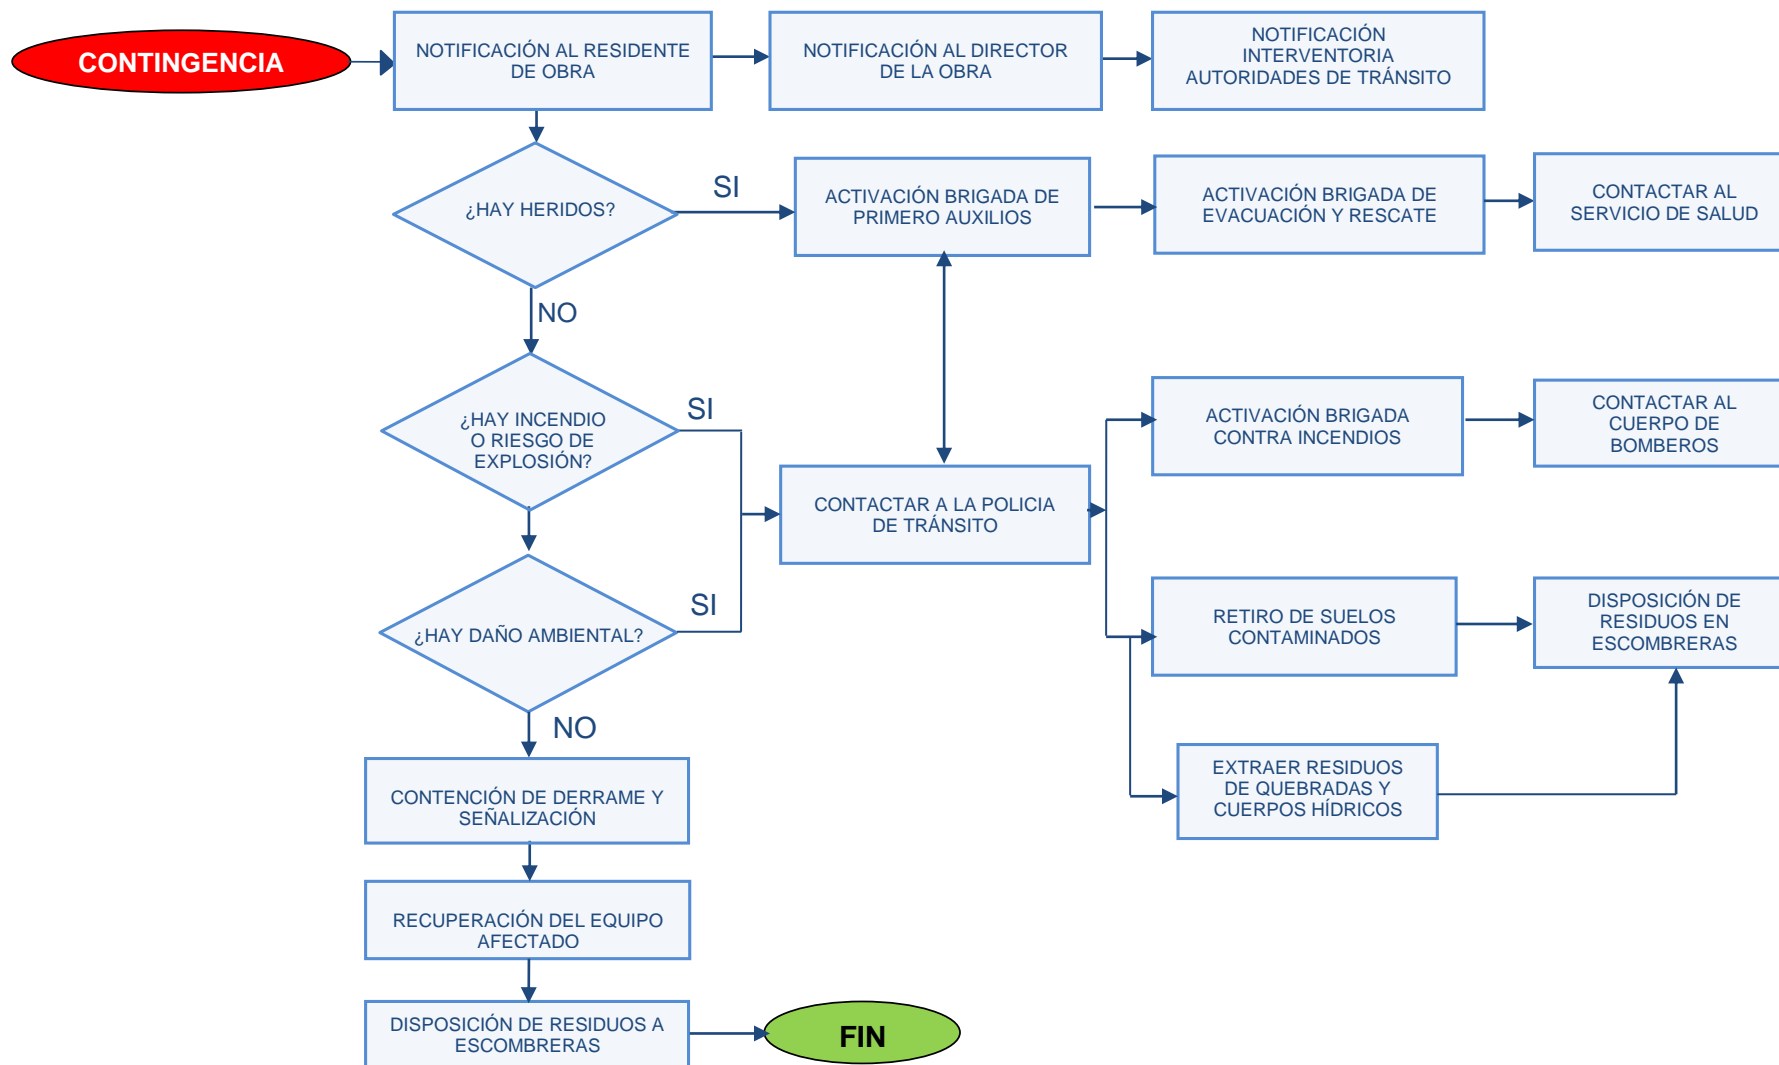 CONTINGENCIA
NOTIFICACIÓN AL RESIDENTE
DE OBRA
NOTIFICACIÓN AL DIRECTOR
DE LA OBRA
NOTIFICACIÓN
INTERVENTORIA
AUTORIDADES DE TRÁNSITO
¿HAY HERIDOS?
SI
ACTIVACIÓN BRIGADA DE
PRIMERO AUXILIOS
ACTIVACIÓN BRIGADA DE
EVACUACIÓN Y RESCATE
CONTACTAR AL
SERVICIO DE SALUD
NO
¿HAY INCENDIO
O RIESGO DE
EXPLOSIÓN?
SI
ACTIVACIÓN BRIGADA
CONTRA INCENDIOS
CONTACTAR AL
CUERPO DE
BOMBEROS
CONTACTAR A LA POLICIA
DE TRÁNSITO
¿HAY DAÑO AMBIENTAL?
SI
RETIRO DE SUELOS
CONTAMINADOS
DISPOSICIÓN DE
RESIDUOS EN
ESCOMBRERAS
NO
EXTRAER RESIDUOS
DE QUEBRADAS Y
CUERPOS HÍDRICOS
CONTENCIÓN DE DERRAME Y
SEÑALIZACIÓN
RECUPERACIÓN DEL EQUIPO
AFECTADO
DISPOSICIÓN DE RESIDUOS A
ESCOMBRERAS
FIN